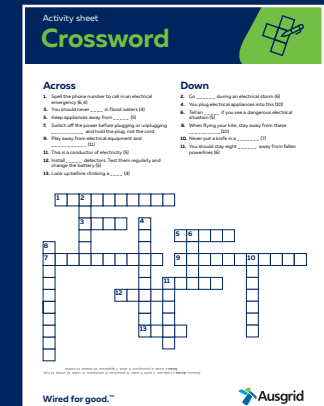 Activity sheet
Crossword
Across
1. Spell the phone number to call in an electrical
emergency (6,4)
3. You should never ____ in flood waters (4)
5. Keep appliances away from _____ (5)
7. Switch off the power before plugging or unplugging
__________ and hold the plug, not the cord
9. Play away from electrical equipment and
___________ (11)
11. This is a conductor of electricity (5)
12. Install _____ detectors. Test them regularly and
change the battery (5)
13. Look up before climbing a ____ (4)
Down
2. Go ______ during an electrical storm (6)
4. You plug electrical appliances into this (10)
6. Tell an _____ if you see a dangerous electrical
situation (5)
8. When flying your kite, stay away from these
__________ (10)
10. Never put a knife in a _______ (7)
11. You should stay eight ______ away from fallen
powerlines (6)
1 2
3 4
5 6
8
7 9 10
11
12
13
Wired for good.™
Ausgrid